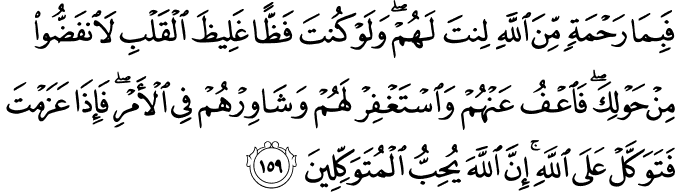 فَبِمَا رَحْمَةٍ مِّنَ ٱللَّهِ لِنتَ لَهُمْ ۖ وَلَوْ كُنتَ فَظًّا غَلِيظَ ٱلْقَلْبِ لَٱنفَضُّوا۟
مِنْ حَوْلِكَ ۖ فَٱعْفُ عَنْهُمْ وَٱسْتَغْفِرْ لَهُمْ وَشَاوِرْهُمْ فِى ٱلْأَمْرِ ۖ فَإِذَا عَزَمْتَ
فَتَوَكَّلْ عَلَى ٱللَّهِ ۚ إِنَّ ٱللَّهَ يُحِبُّ ٱلْمُتَوَكِّلِينَ ١٥٩